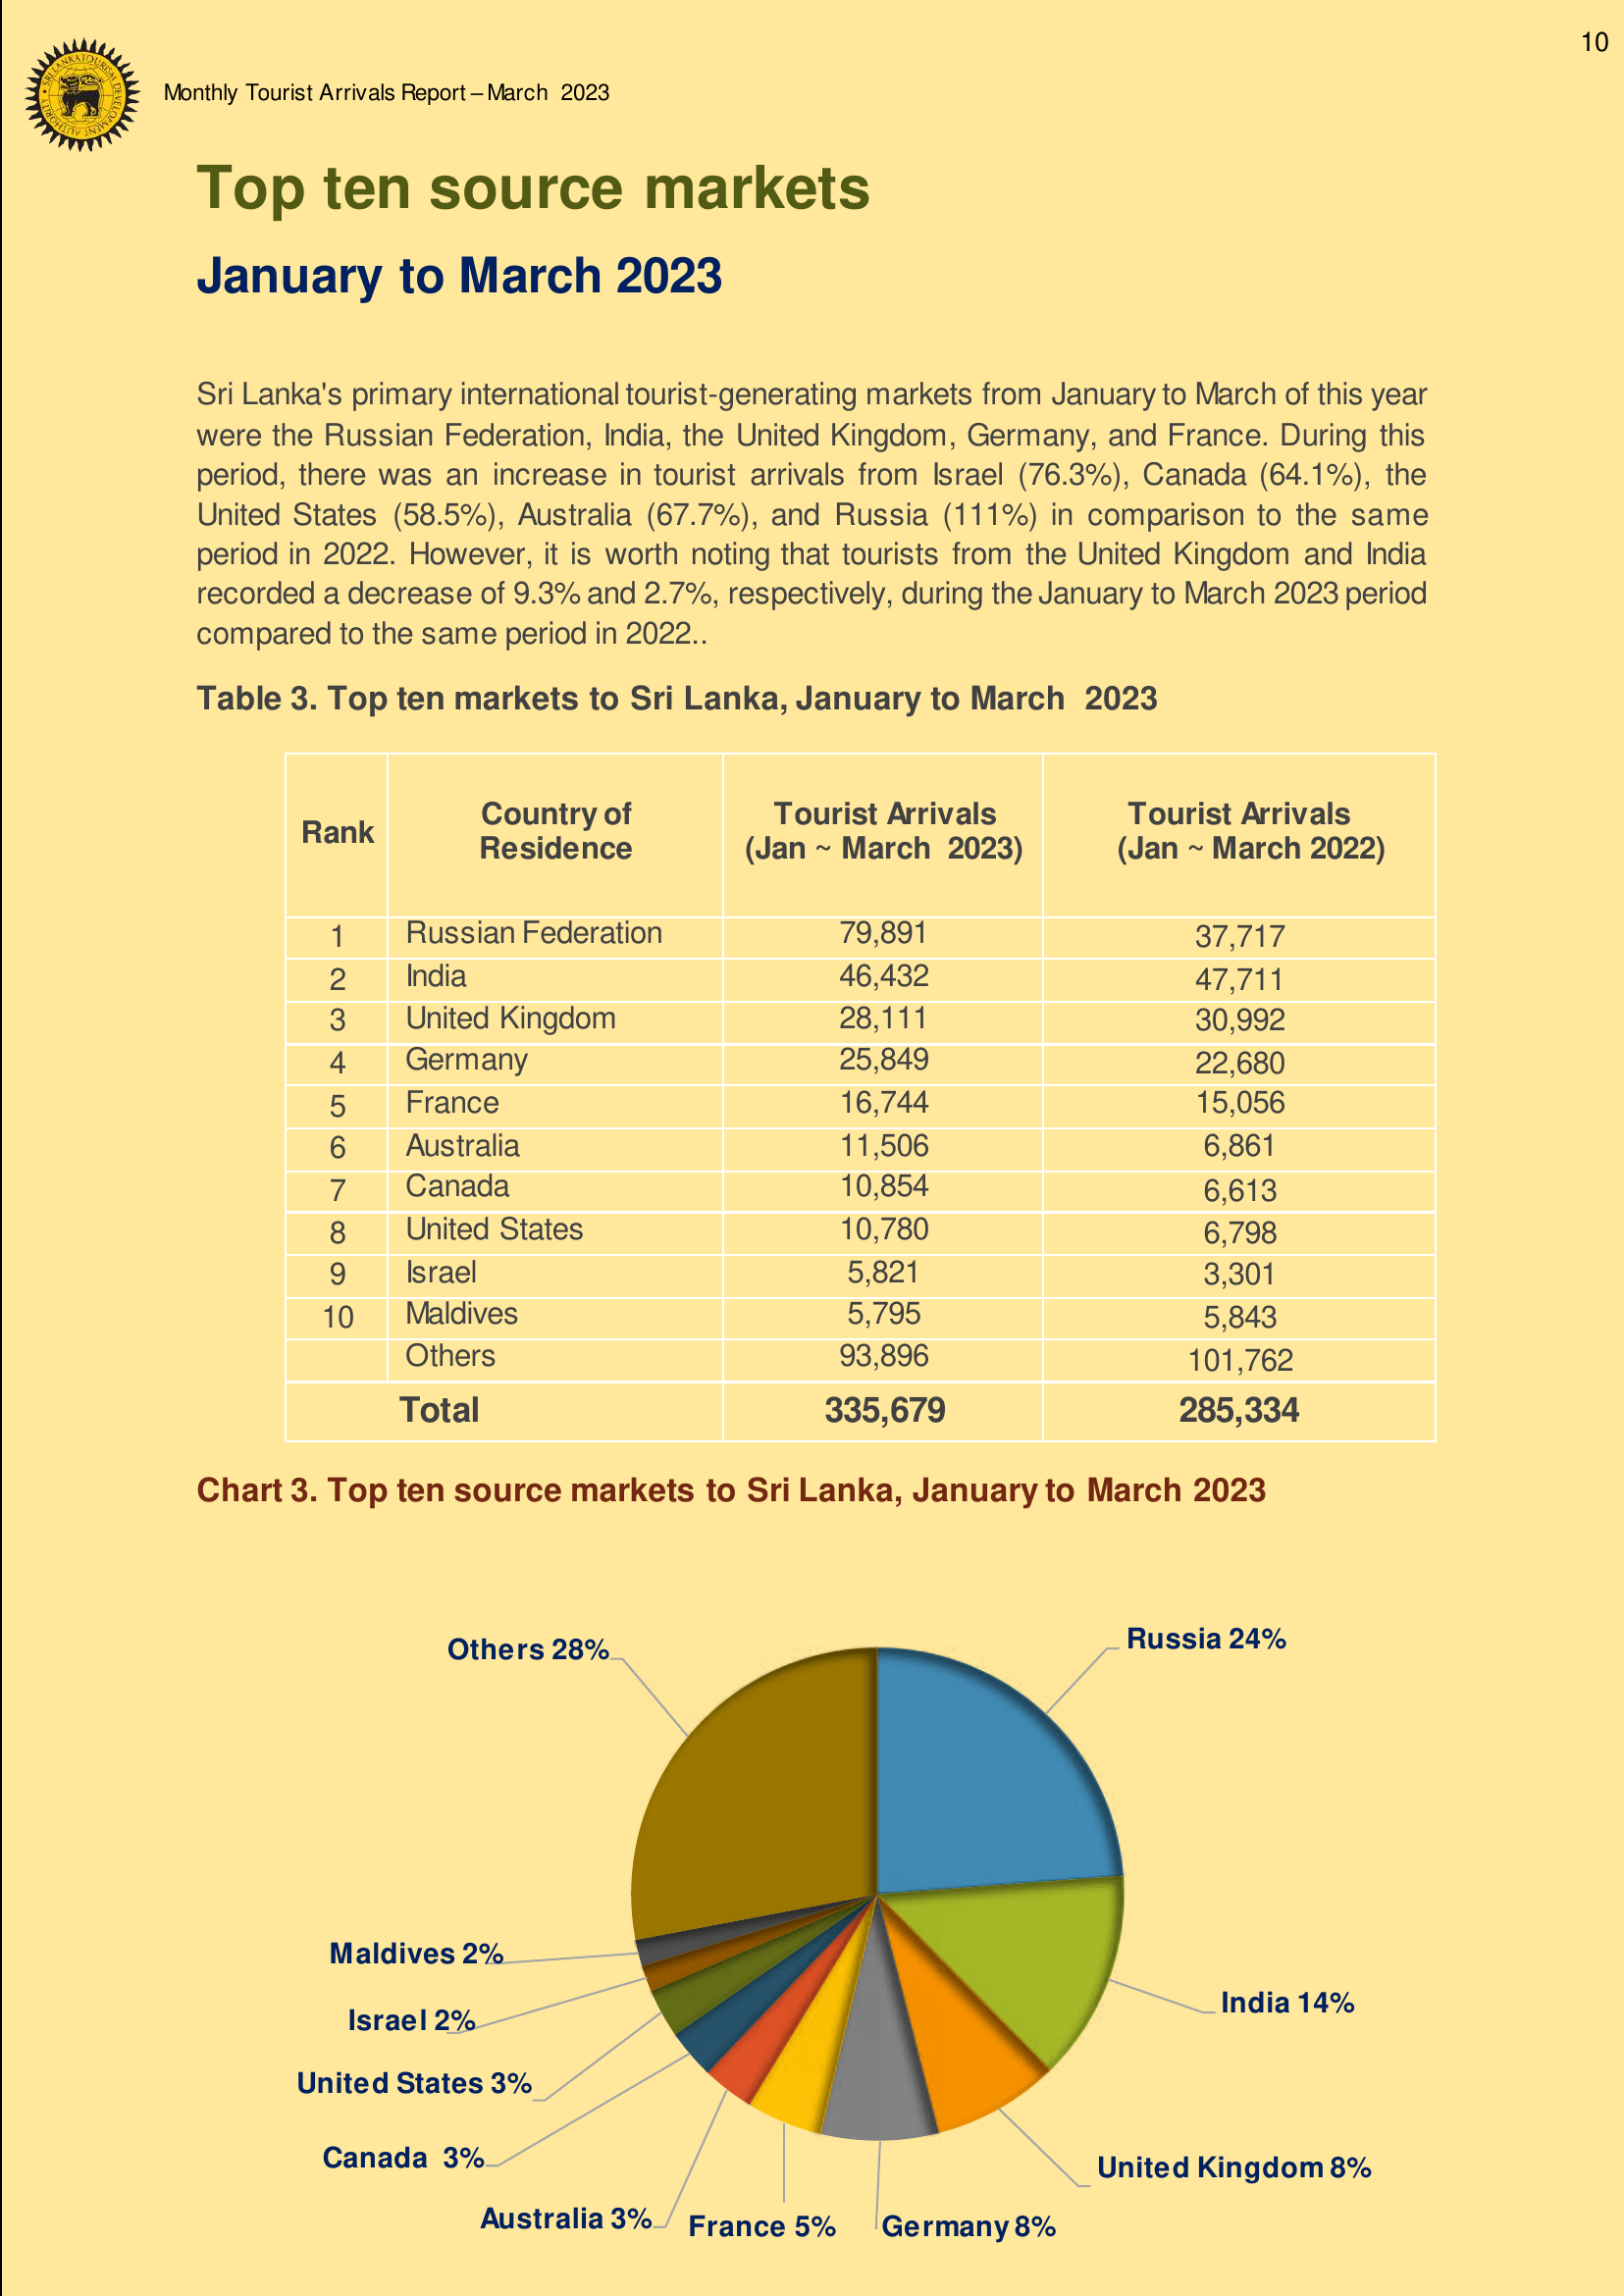 10
SRI LANKA TOURISM DEVELOPMENT AUTHORITY
Monthly Tourist Arrivals Report – March 2023
Top ten source markets
January to March 2023
Sri Lanka's primary international tourist-generating markets from January to March of this year
were the Russian Federation, India, the United Kingdom, Germany, and France. During this
period, there was an increase in tourist arrivals from Israel (76.3%), Canada (64.1%), the
United States (58.5%), Australia (67.7%), and Russia (111%) in comparison to the same
period in 2022. However, it is worth noting that tourists from the United Kingdom and India
recorded a decrease of 9.3% and 2.7%, respectively, during the January to March 2023 period
compared to the same period in 2022..
Table 3. Top ten markets to Sri Lanka, January to March 2023
Rank Country of Residence Tourist Arrivals (Jan ~ March 2023) Tourist Arrivals (Jan ~ March 2022)
1 Russian Federation 79,891 37,717
2 India 46,432 47,711
3 United Kingdom 28,111 30,992
4 Germany 25,849 22,680
5 France 16,744 15,056
6 Australia 11,506 6,861
7 Canada 10,854 6,613
8 United States 10,780 6,798
9 Israel 5,821 3,301
10 Maldives 5,795 5,843
Others 93,896 101,762
Total 335,679 285,334
Chart 3. Top ten source markets to Sri Lanka, January to March 2023
Others 28%
Russia 24%
Maldives 2%
Israel 2%
India 14%
United States 3%
Canada 3%
United Kingdom 8%
Australia 3%
France 5%
Germany 8%